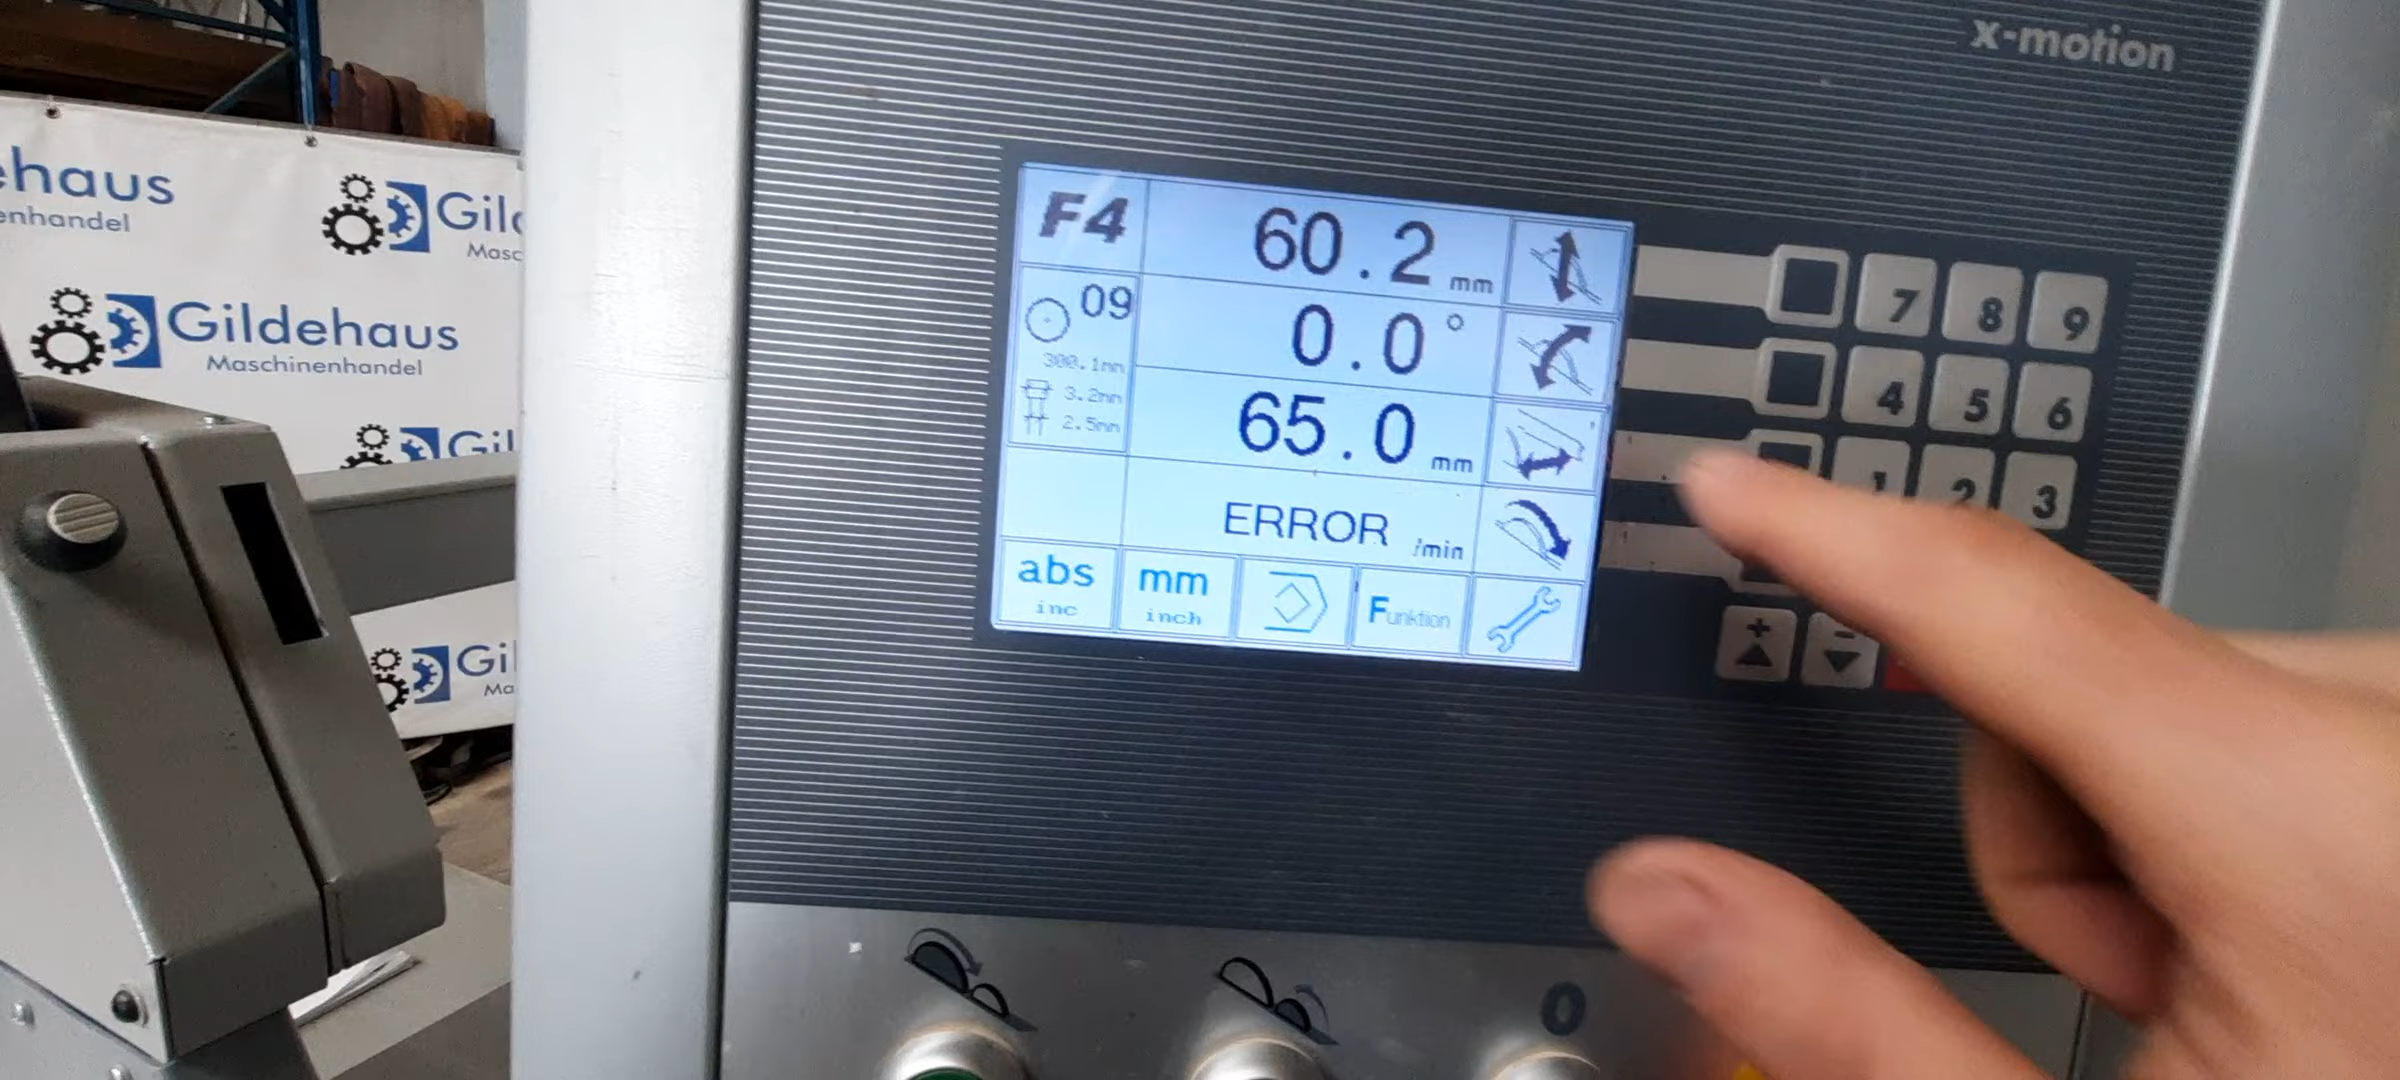 x-motion
F4
60.2 mm
09
0.0°
300.1mm
3.2mm
65.0 mm
2.5mm
ERROR /min
abs
inc
mm
inch
Funktion
7 8 9
4 5 6
1 2 3
+
-
0
ehaus
enhandel
Gild
Masc
Gildehaus
Maschinenhandel
Gil
Gil
Ma